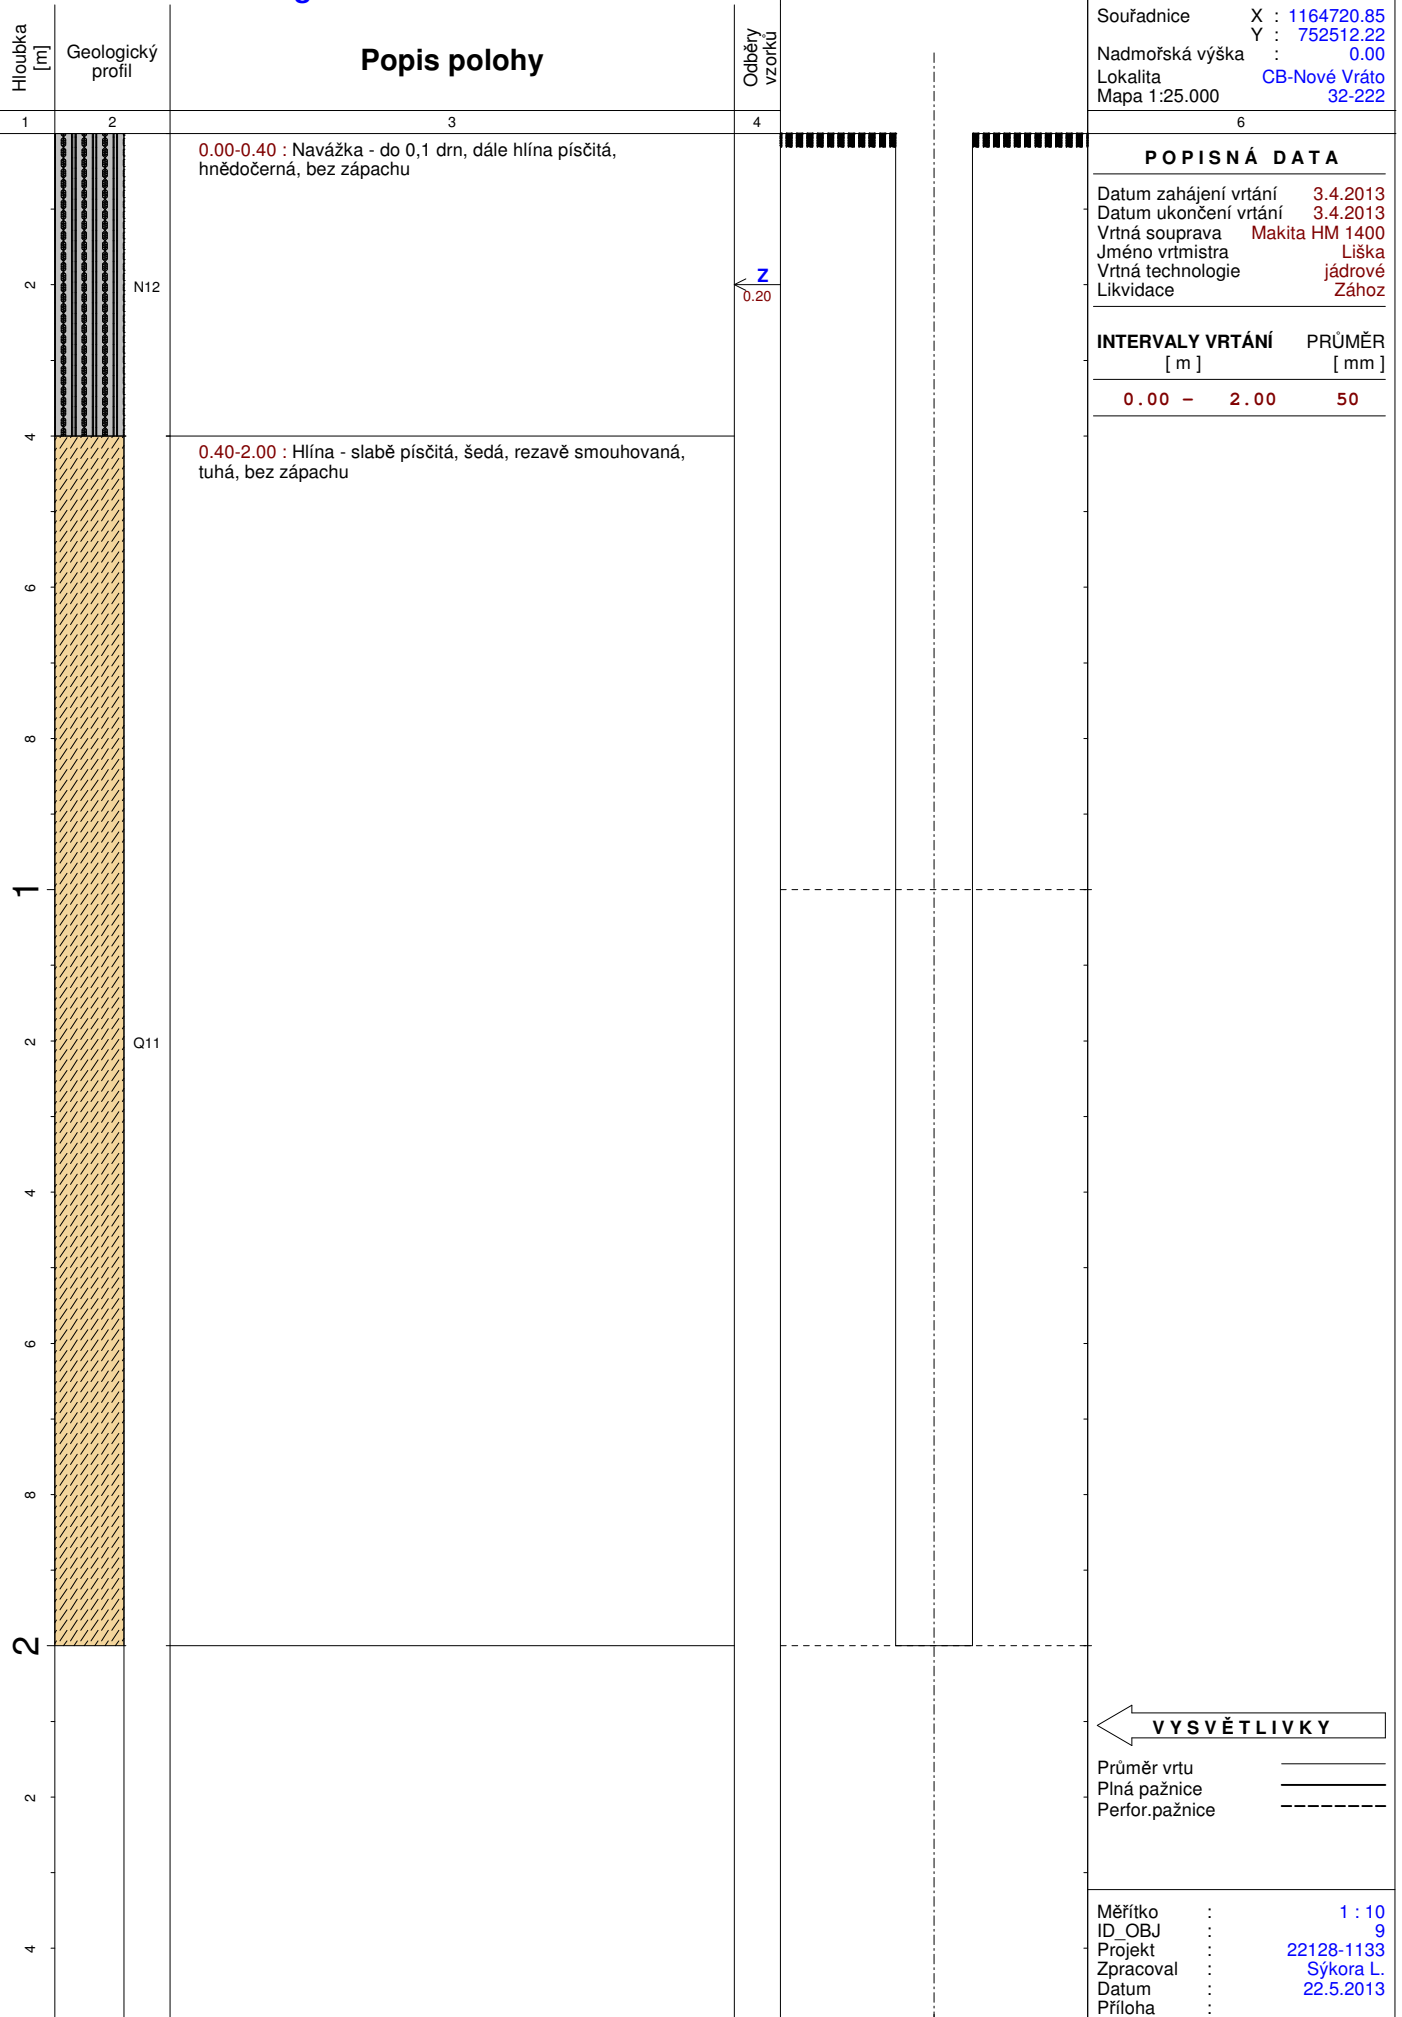 Hloubka
[m]
Geologický
profil
Popis polohy
Odběry
vzorků
Souřadnice X : 1164720.85
Y : 752512.22
Nadmořská výška : 0.00
Lokalita CB-Nové Vráto
Mapa 1:25.000 32-222
1 2 3 4 6
0.00-0.40 : Navážka - do 0,1 drn, dále hlína písčitá,
hnědočerná, bez zápachu
N12
Z
0.20
2
4
0.40-2.00 : Hlína - slabě písčitá, šedá, rezavě smouhovaná,
tuhá, bez zápachu
6
8
1
2
Q11
4
6
8
2
2
4
POPISNÁ DATA
Datum zahájení vrtání 3.4.2013
Datum ukončení vrtání 3.4.2013
Vrtná souprava Makita HM 1400
Jméno vrtmistra Liška
Vrtná technologie jádrové
Likvidace Zához
INTERVALY VRTÁNÍ PRŮMĚR
[ m ] [ mm ]
0.00 - 2.00 50
VYSVĚTLIVKY
Průměr vrtu
Plná pažnice
Perfor.pažnice
Měřítko : 1 : 10
ID_OBJ : 9
Projekt : 22128-1133
Zpracoval : Sýkora L.
Datum : 22.5.2013
Příloha :